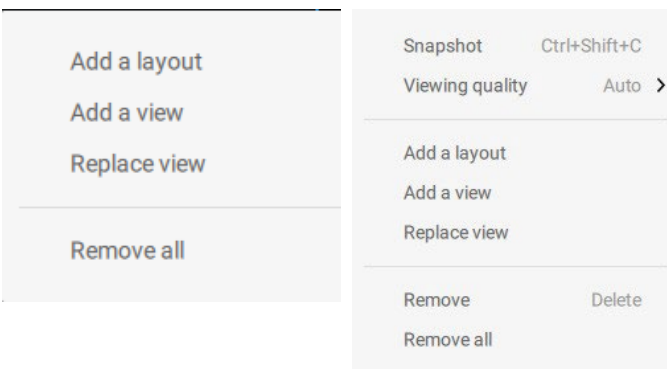 Add a layout
Add a view
Replace view
Remove all
Snapshot Ctrl+Shift+C
Viewing quality Auto
Add a layout
Add a view
Replace view
Remove Delete
Remove all